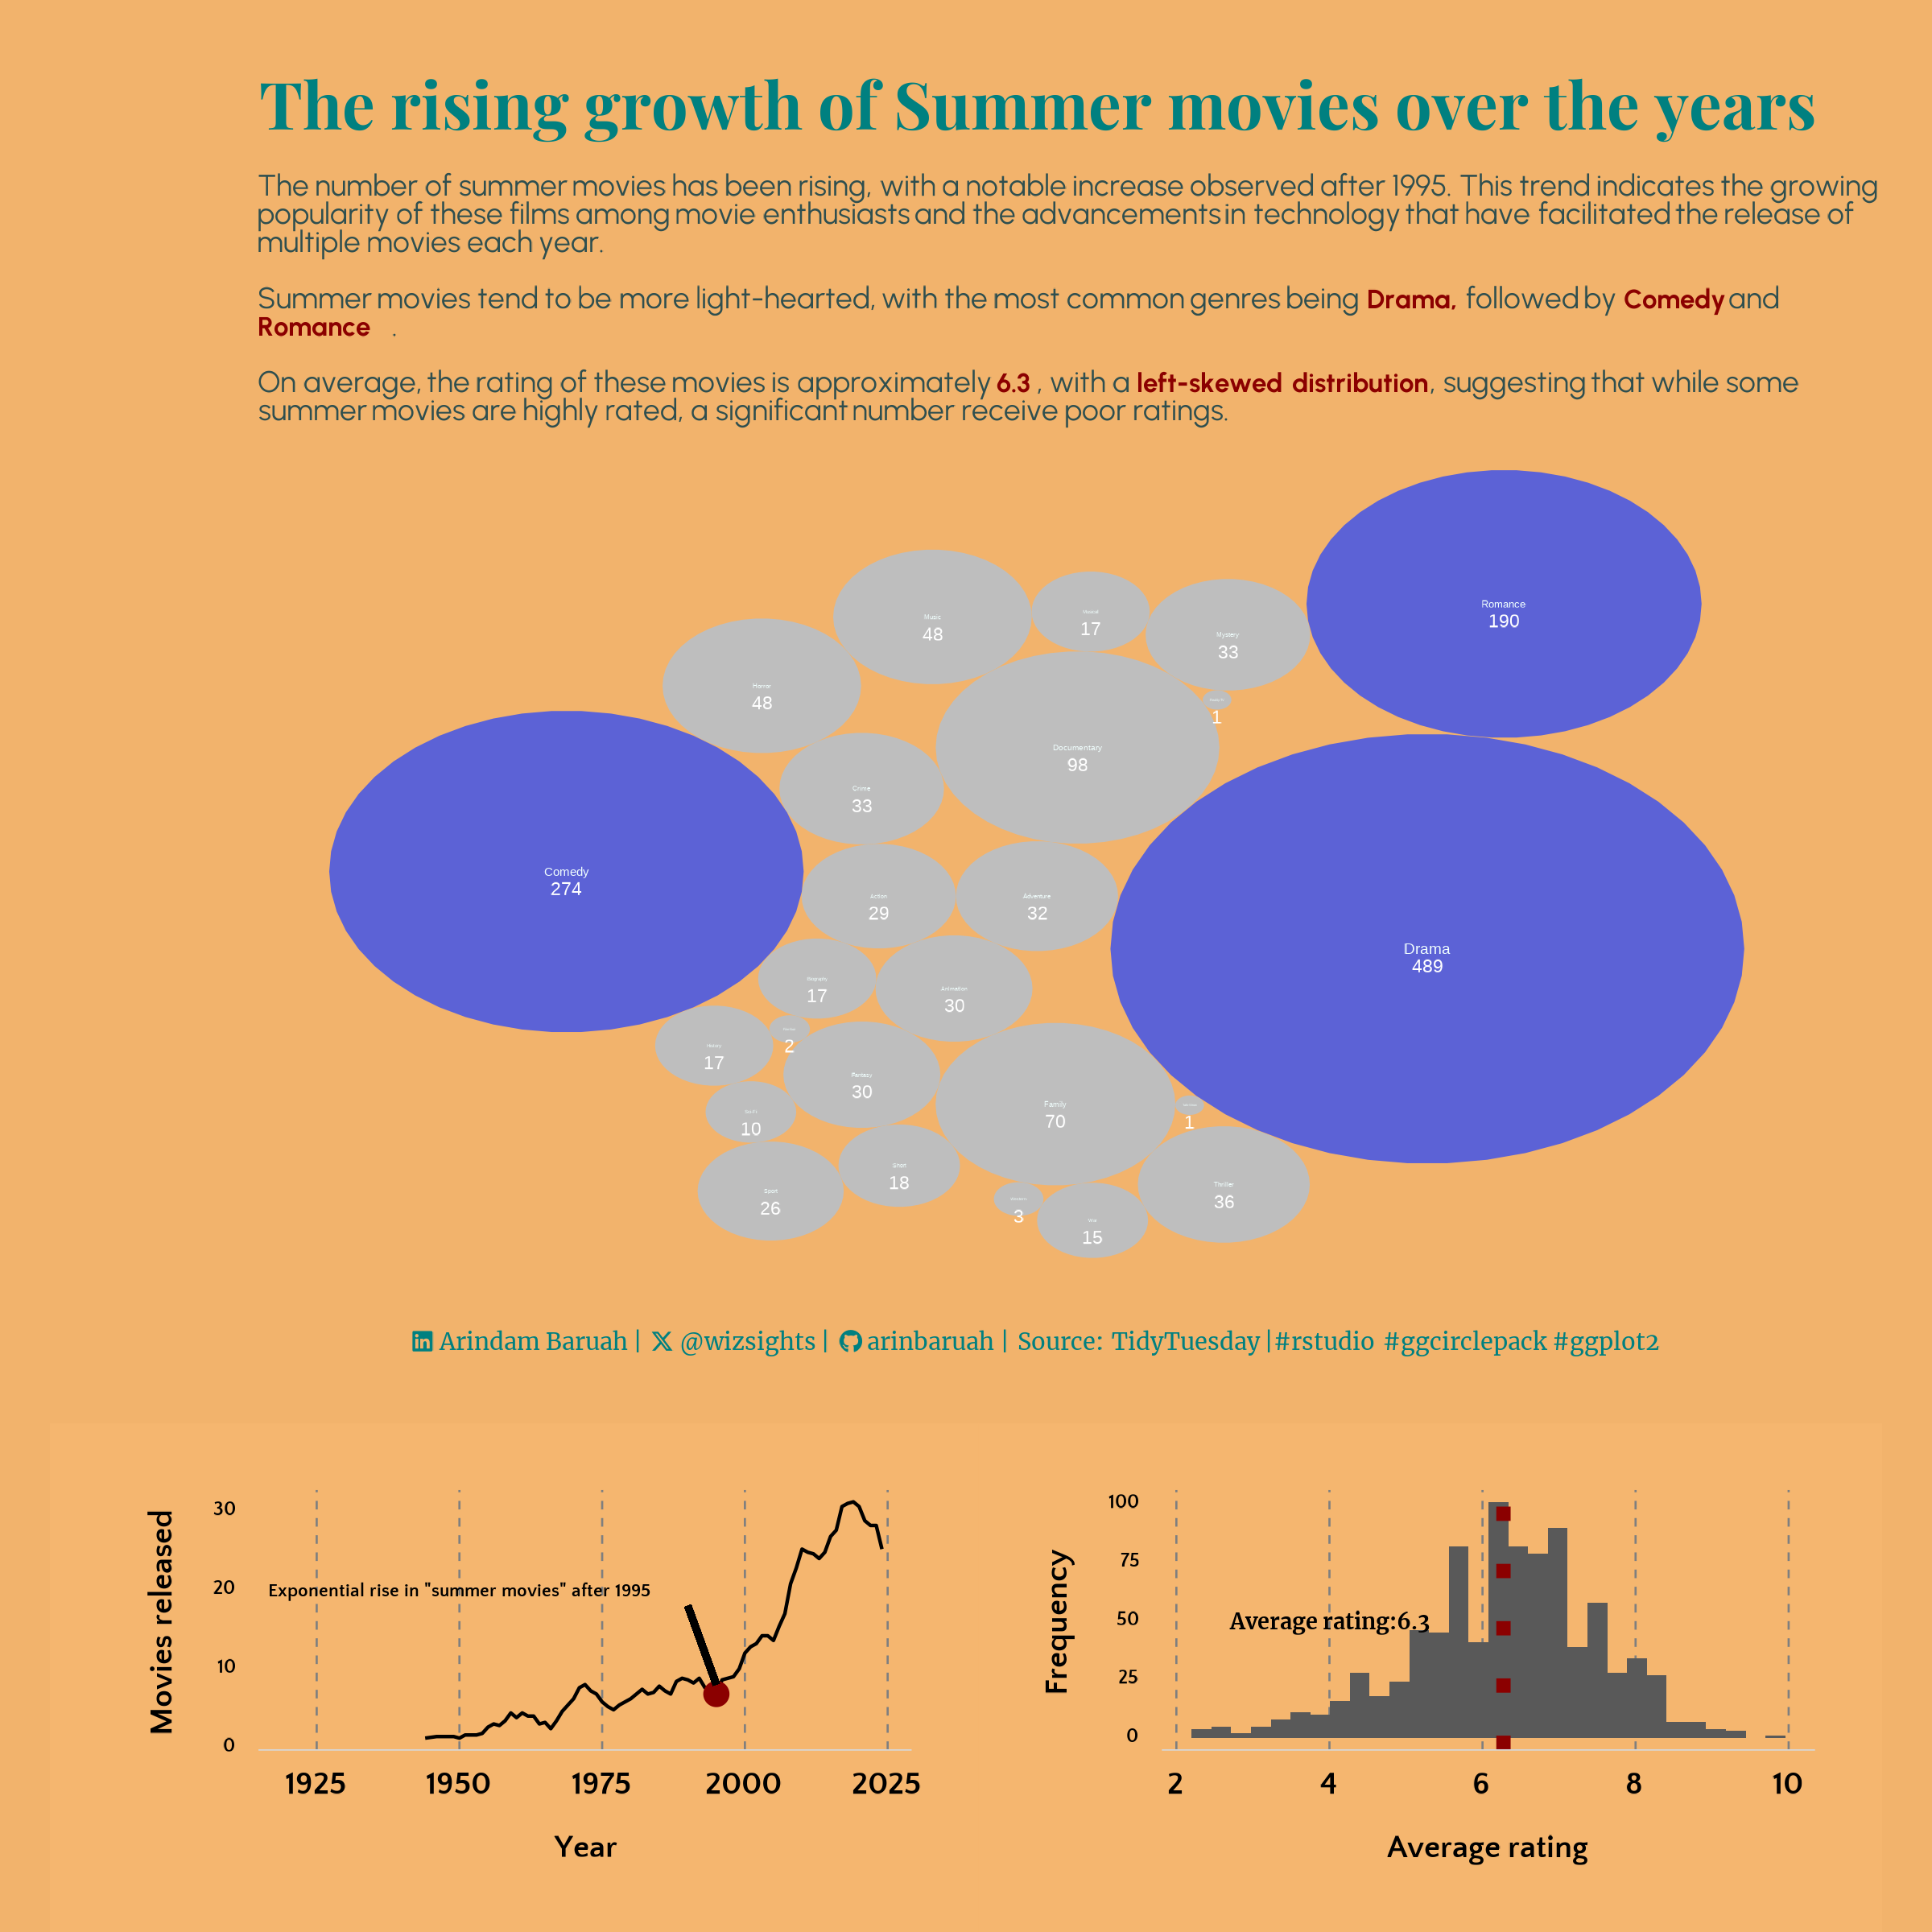 The rising growth of Summer movies over the years
The number of summer movies has been rising, with a notable increase observed after 1995. This trend indicates the growing
popularity of these films among movie enthusiasts and the advancements in technology that have facilitated the release of
multiple movies each year.
Summer movies tend to be more light-hearted, with the most common genres being Drama, followed by Comedy and
Romance .
On average, the rating of these movies is approximately 6.3 , with a left-skewed distribution, suggesting that while some
summer movies are highly rated, a significant number receive poor ratings.
Romance
190
Music
48
17
Mystery
33
Horror
48
1
Documentary
98
Crime
33
Comedy
274
Action
29
Adventure
32
Drama
489
Biography
17
Animation
30
17
2
Fantasy
30
Family
70
1
10
Short
18
Sport
26
3
War
15
Thriller
36
Arindam Baruah | @wizsights | arinbaruah | Source: TidyTuesday |#rstudio #ggcirclepack #ggplot2
Movies released
30
20
10
0
Exponential rise in "summer movies" after 1995
1925 1950 1975 2000 2025
Year
Frequency
100
75
50
25
0
Average rating:6.3
2 4 6 8 10
Average rating